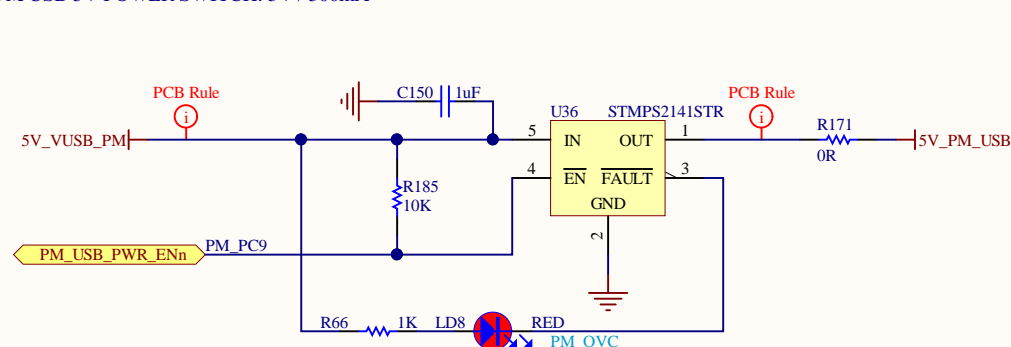 C150 1uF
PCB Rule
i
U36 STMPS2141STR
PCB Rule
i
R171
5V_VUSB_PM
5 IN OUT 1
0R
5V_PM_USB
4 EN FAULT 3
R185
10K
GND
2
PM_USB_PWR_ENn PM_PC9
R66 1K LD8 RED
PM_OVC